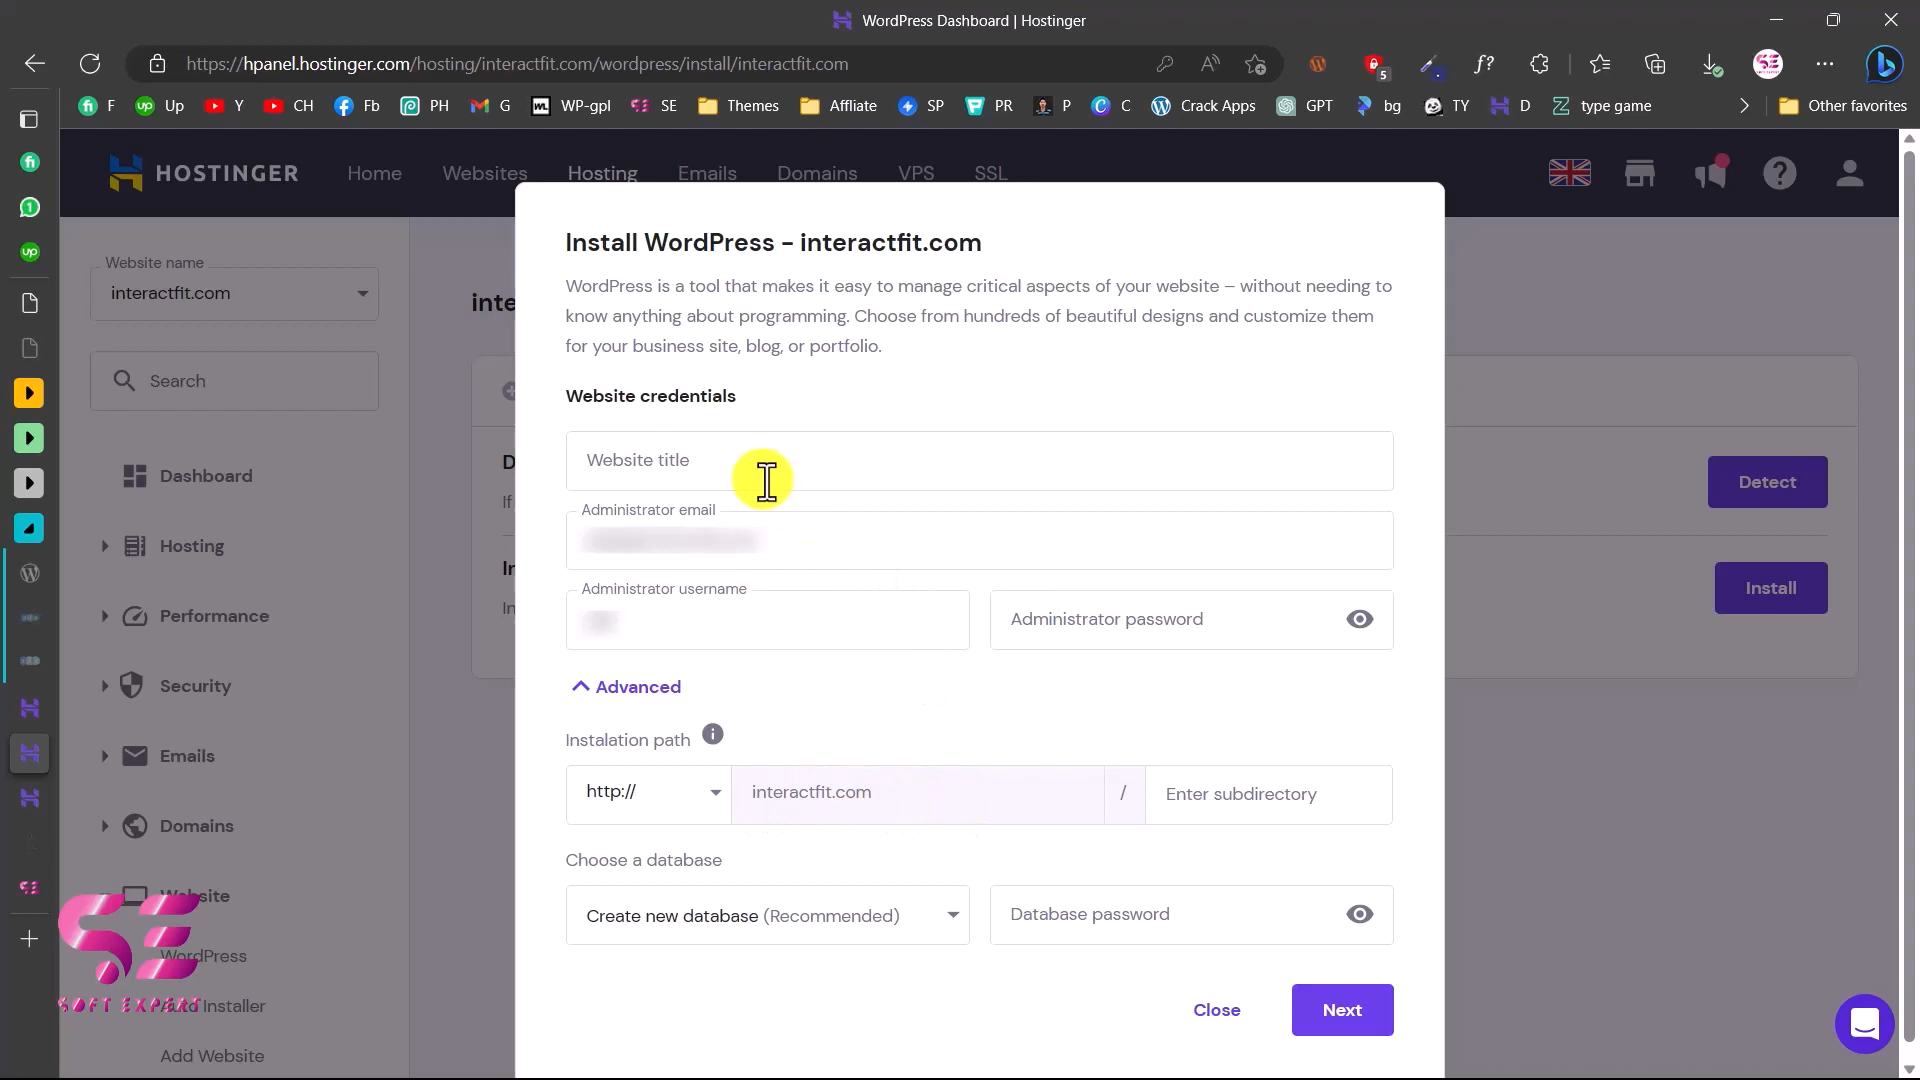 WordPress Dashboard | Hostinger
https://hpanel.hostinger.com/hosting/interactfit.com/wordpress/install/interactfit.com
5
F
Up
Y
CH
Fb
PH
G
WP-gpl
SE
Themes
Affliate
SP
PR
P
C
Crack Apps
GPT
bg
TY
D
type game
Other favorites
HOSTINGER
Home
Websites
Hosting
Emails
Domains
VPS
SSL
Website name
interactfit.com
Search
Dashboard
Hosting
Performance
Security
Emails
Domains
Website
WordPress
Auto Installer
Add Website
SE
SOFT EXPERT
inte
D
If
In
In
Detect
Install
Install WordPress - interactfit.com
WordPress is a tool that makes it easy to manage critical aspects of your website – without needing to
know anything about programming. Choose from hundreds of beautiful designs and customize them
for your business site, blog, or portfolio.
Website credentials
Website title
Administrator email
Administrator username
Administrator password
Advanced
Instalation path
http://
interactfit.com
/
Enter subdirectory
Choose a database
Create new database (Recommended)
Database password
Close
Next